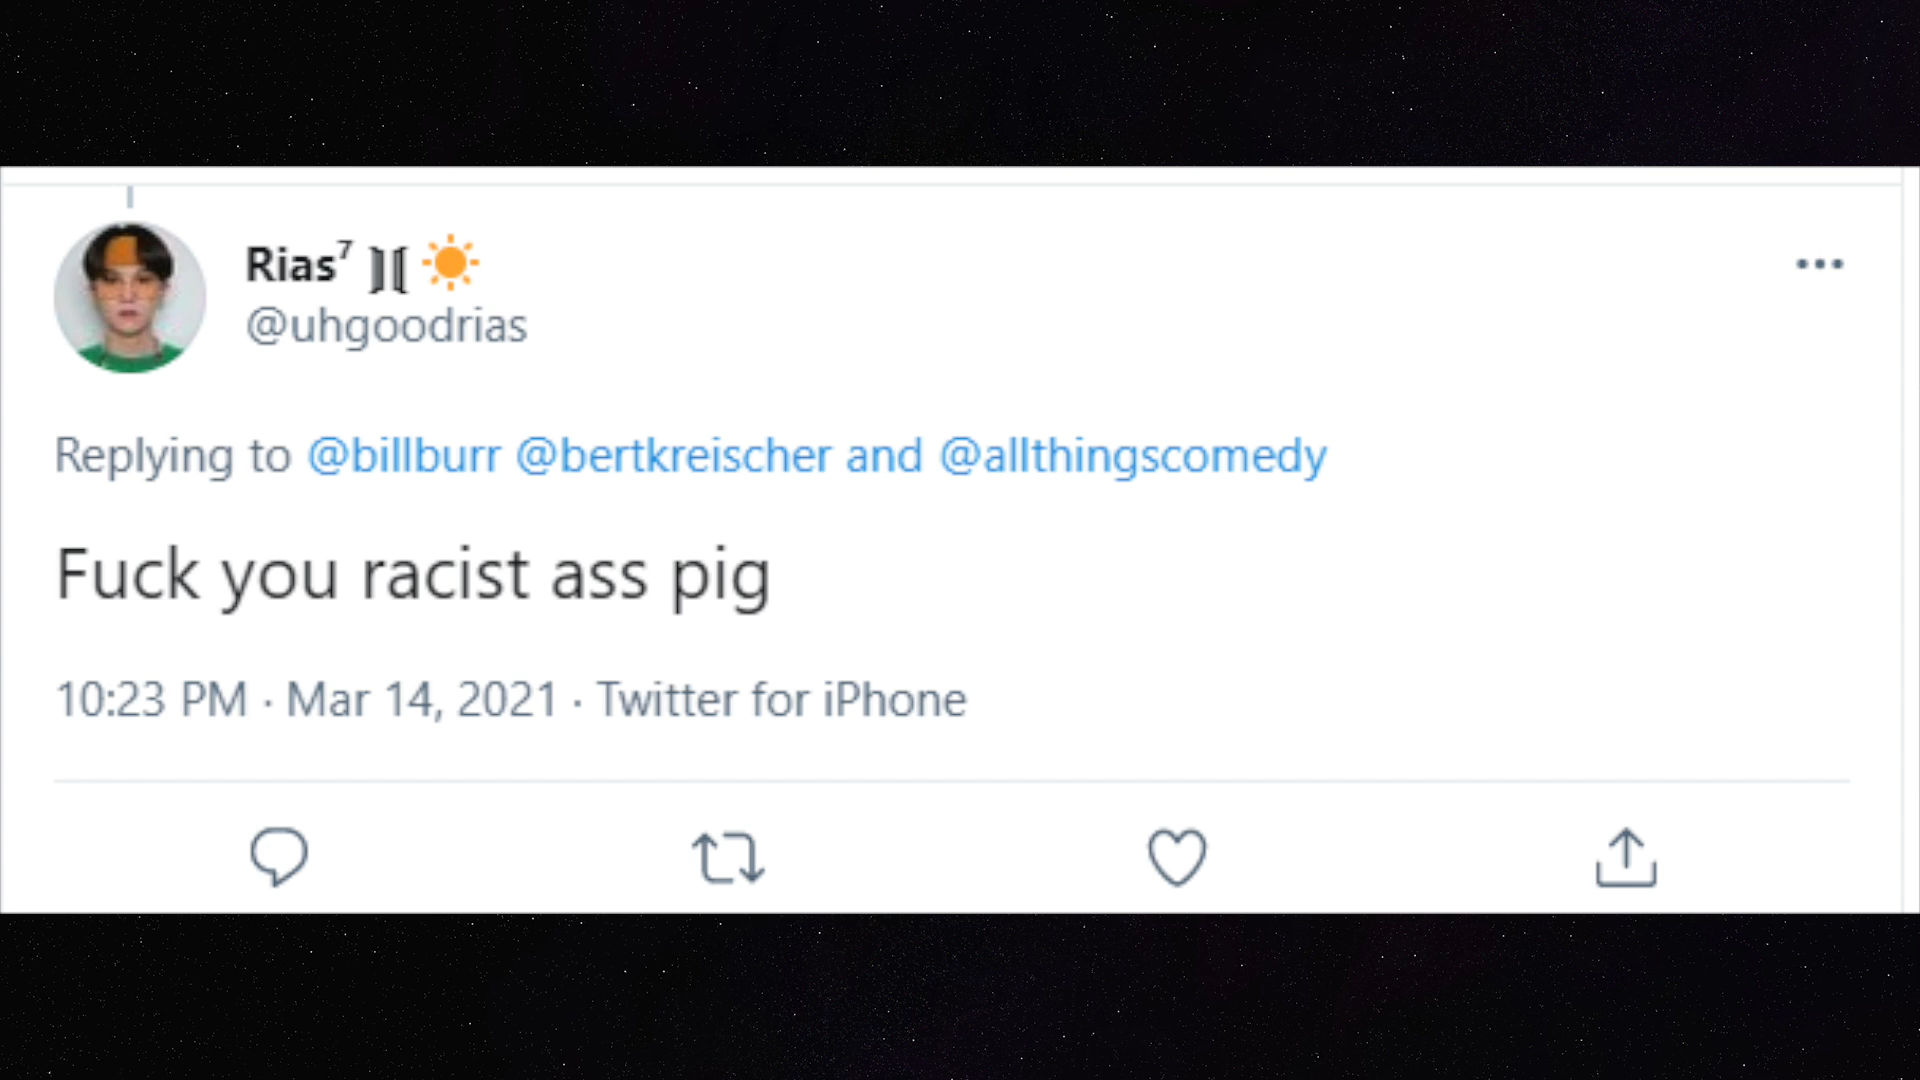 Rias⁷ ][ ☀️
@uhgoodrias
Replying to @billburr @bertkreischer and @allthingscomedy
Fuck you racist ass pig
10:23 PM · Mar 14, 2021 · Twitter for iPhone